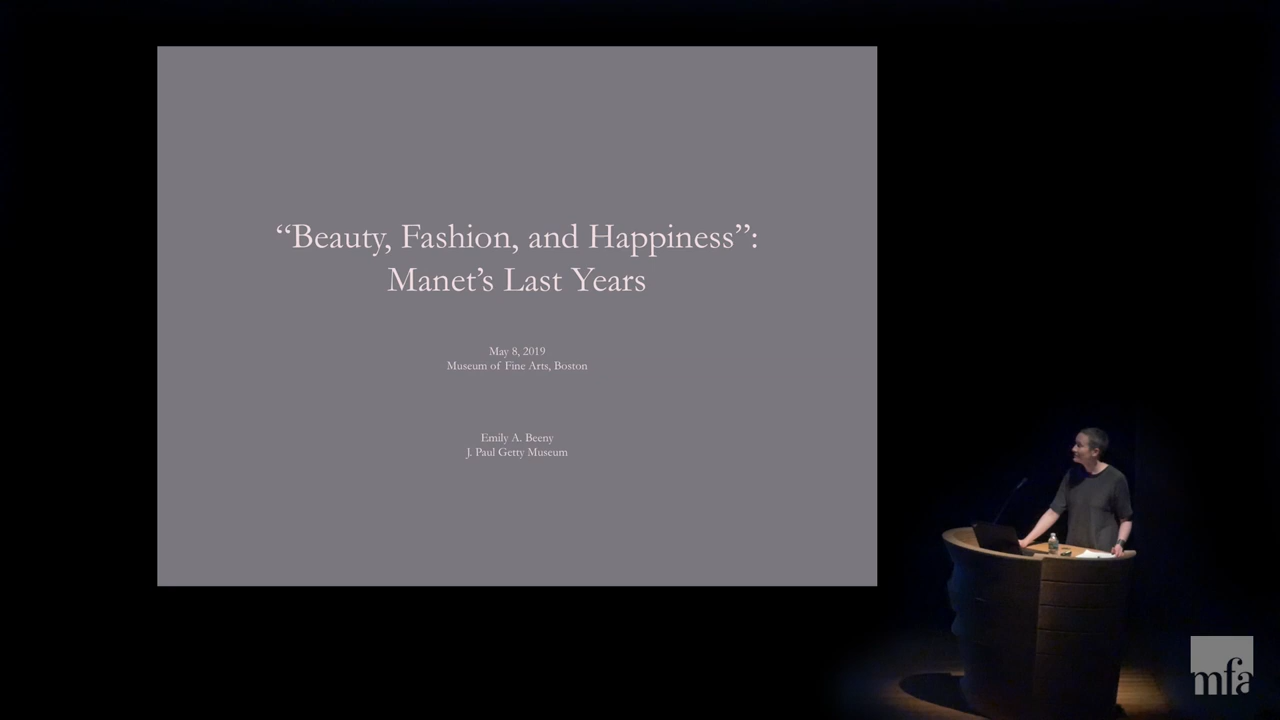 “Beauty, Fashion, and Happiness”:
Manet’s Last Years
May 8, 2019
Museum of Fine Arts, Boston
Emily A. Beeny
J. Paul Getty Museum
mfa